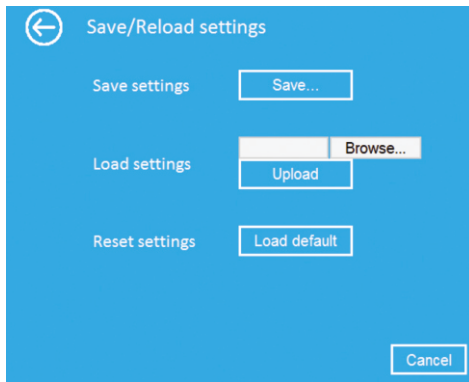 Save/Reload settings
Save settings
Save...
Browse...
Load settings
Upload
Reset settings
Load default
Cancel